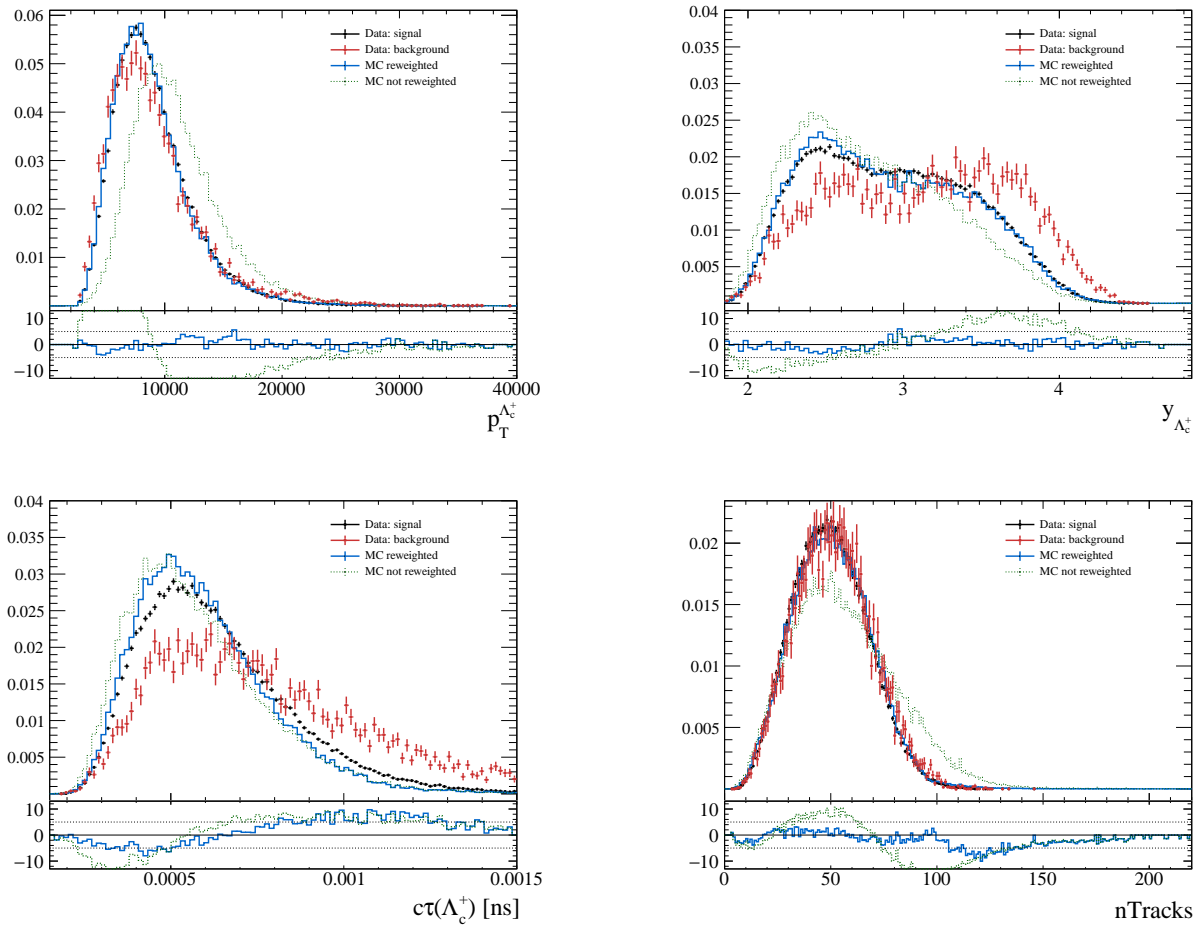 0.06
0.05
0.04
0.03
0.02
0.01
Data: signal
Data: background
MC reweighted
MC not reweighted
10
0
−10
10000 20000 30000 40000
p_T^{Λ_c^+}
0.04
0.035
0.03
0.025
0.02
0.015
0.01
0.005
Data: signal
Data: background
MC reweighted
MC not reweighted
10
0
−10
2 3 4
y_{Λ_c^+}
0.04
0.035
0.03
0.025
0.02
0.015
0.01
0.005
Data: signal
Data: background
MC reweighted
MC not reweighted
10
0
−10
0.0005 0.001 0.0015
cτ(Λ_c^+) [ns]
0.02
0.015
0.01
0.005
Data: signal
Data: background
MC reweighted
MC not reweighted
10
0
−10
0 50 100 150 200
nTracks